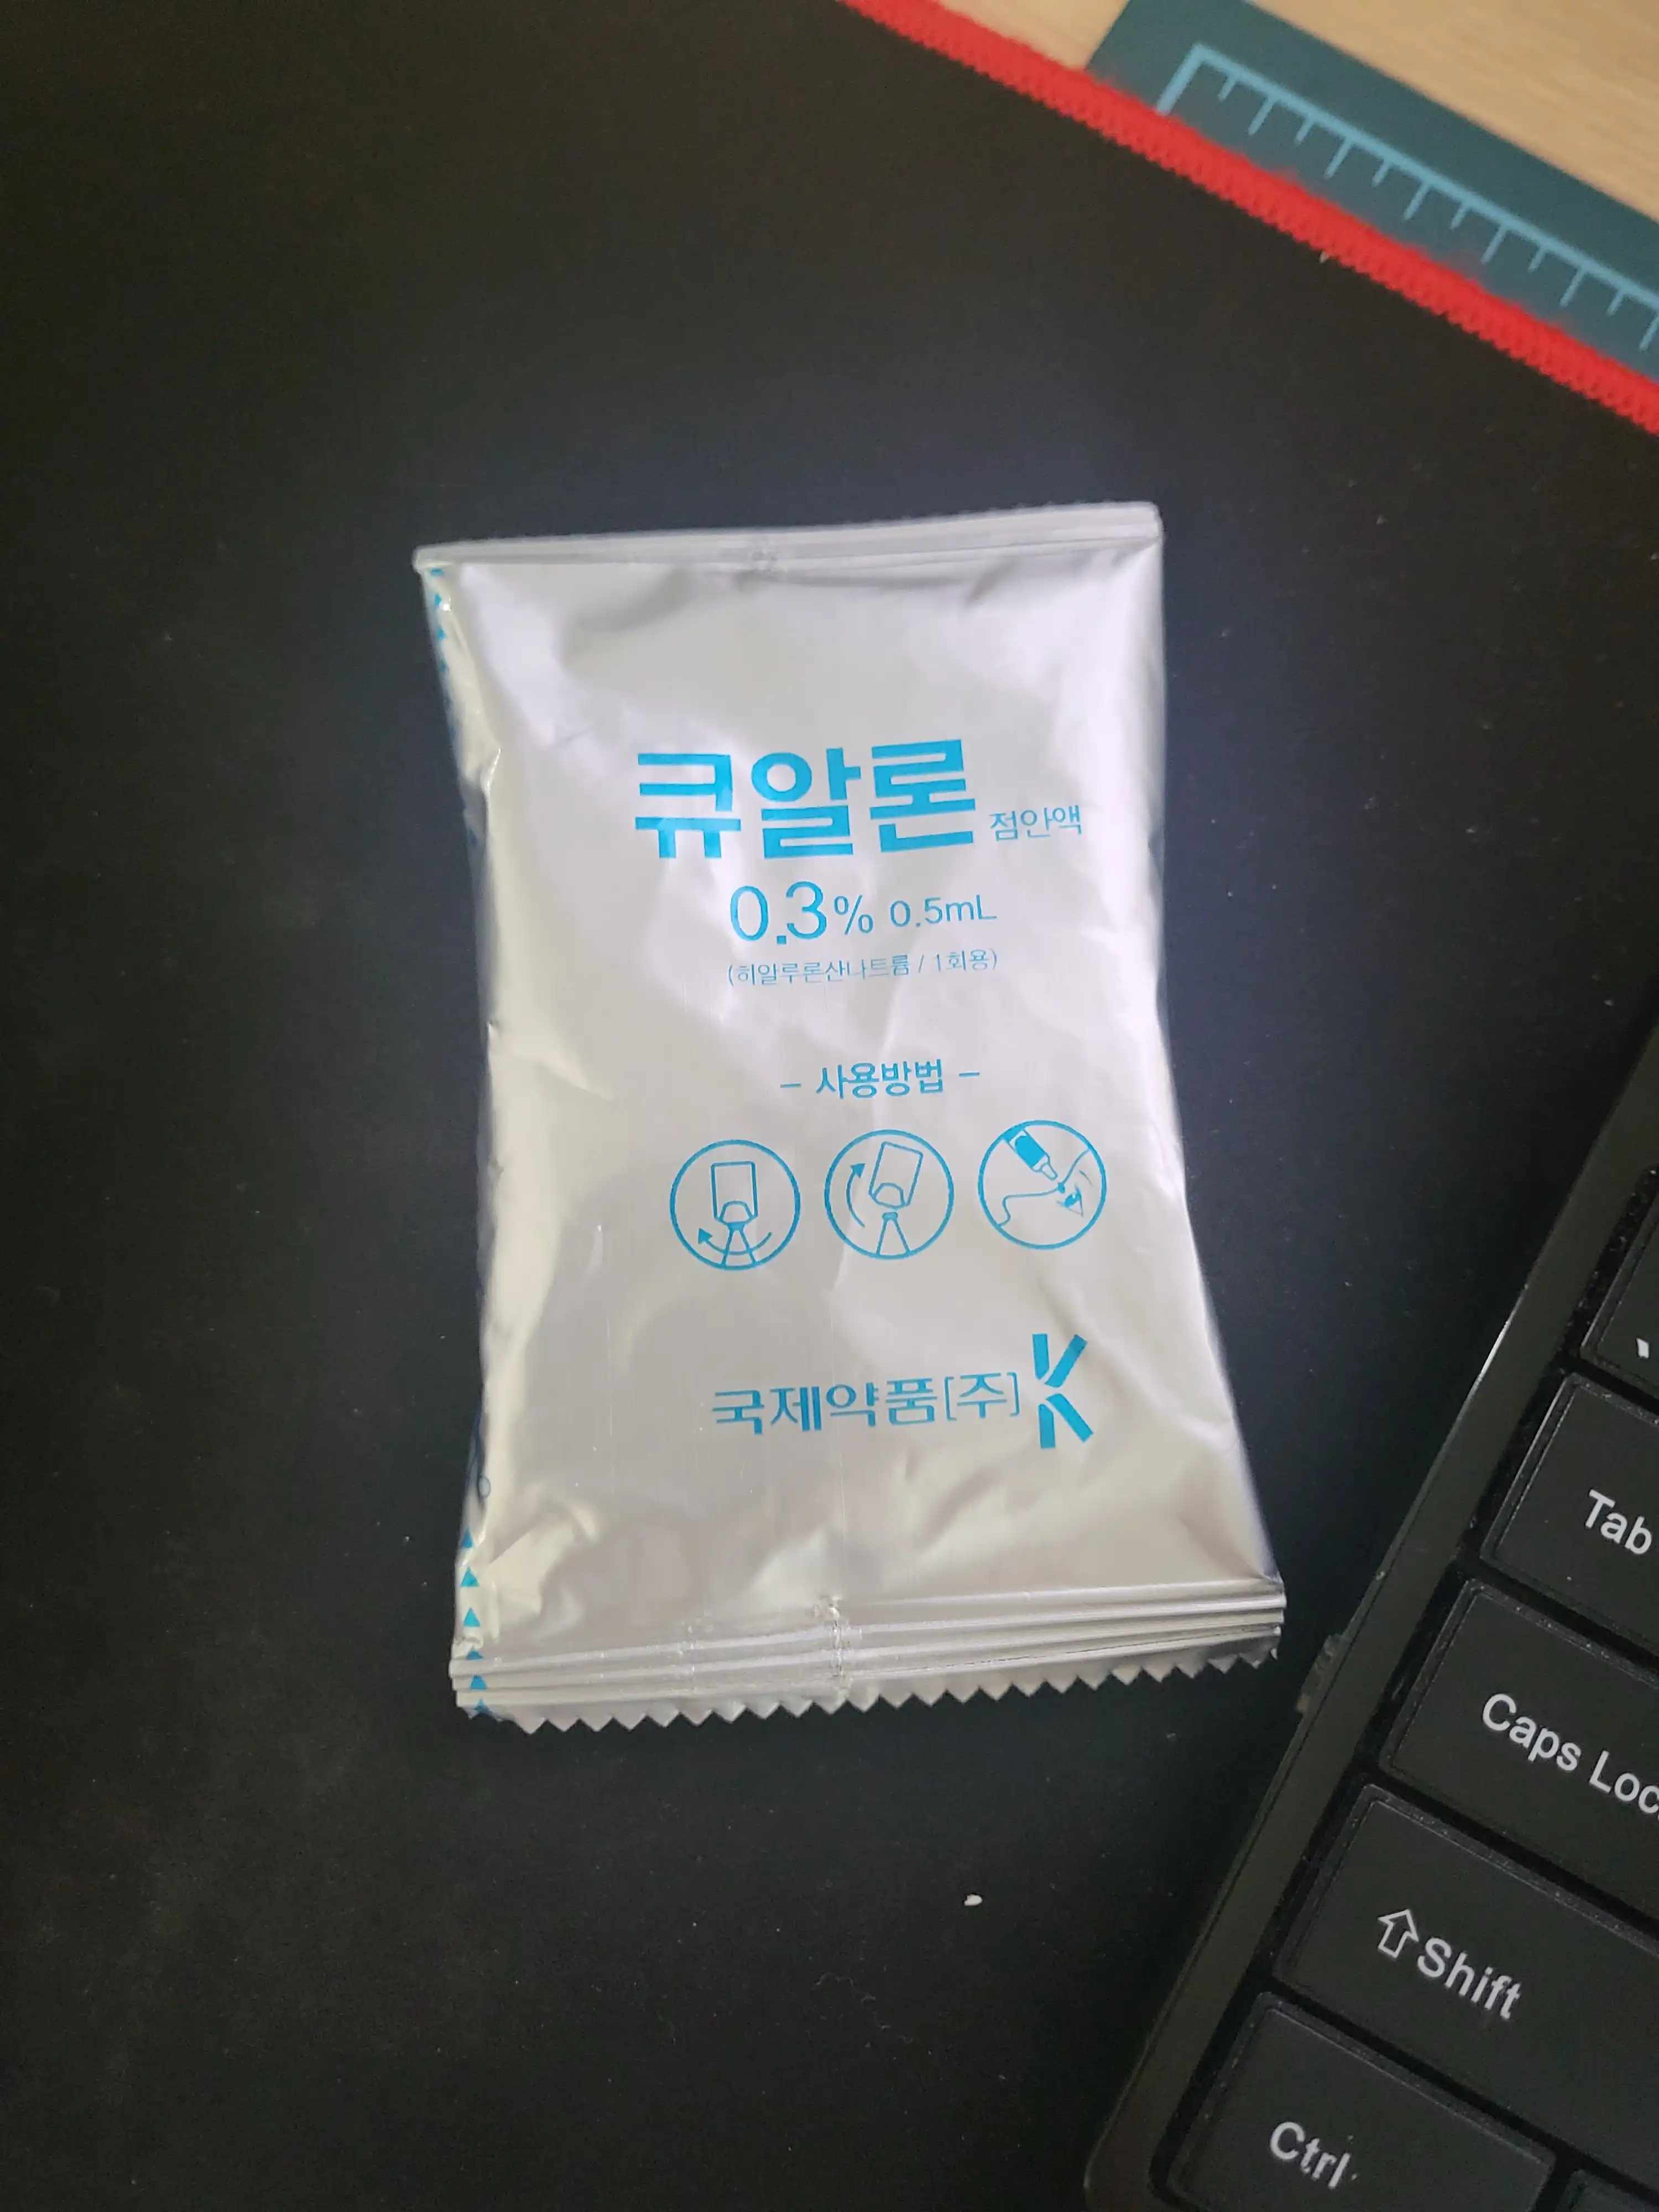 큐알론 점안액
0.3% 0.5mL
(히알루론산나트륨 / 1회용)
- 사용방법 -
국제약품[주]
Tab
Caps Loc
Shift
Ctrl